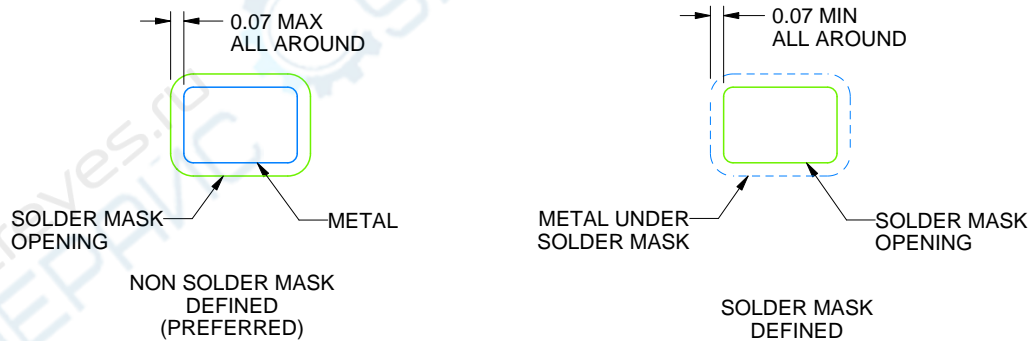 0.07 MAX
ALL AROUND
SOLDER MASK
OPENING
METAL
NON SOLDER MASK
DEFINED
(PREFERRED)
0.07 MIN
ALL AROUND
METAL UNDER
SOLDER MASK
SOLDER MASK
OPENING
SOLDER MASK
DEFINED